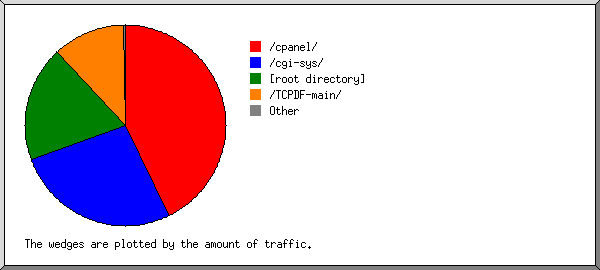 /cpanel/
/cgi-sys/
[root directory]
/TCPDF-main/
Other
The wedges are plotted by the amount of traffic.